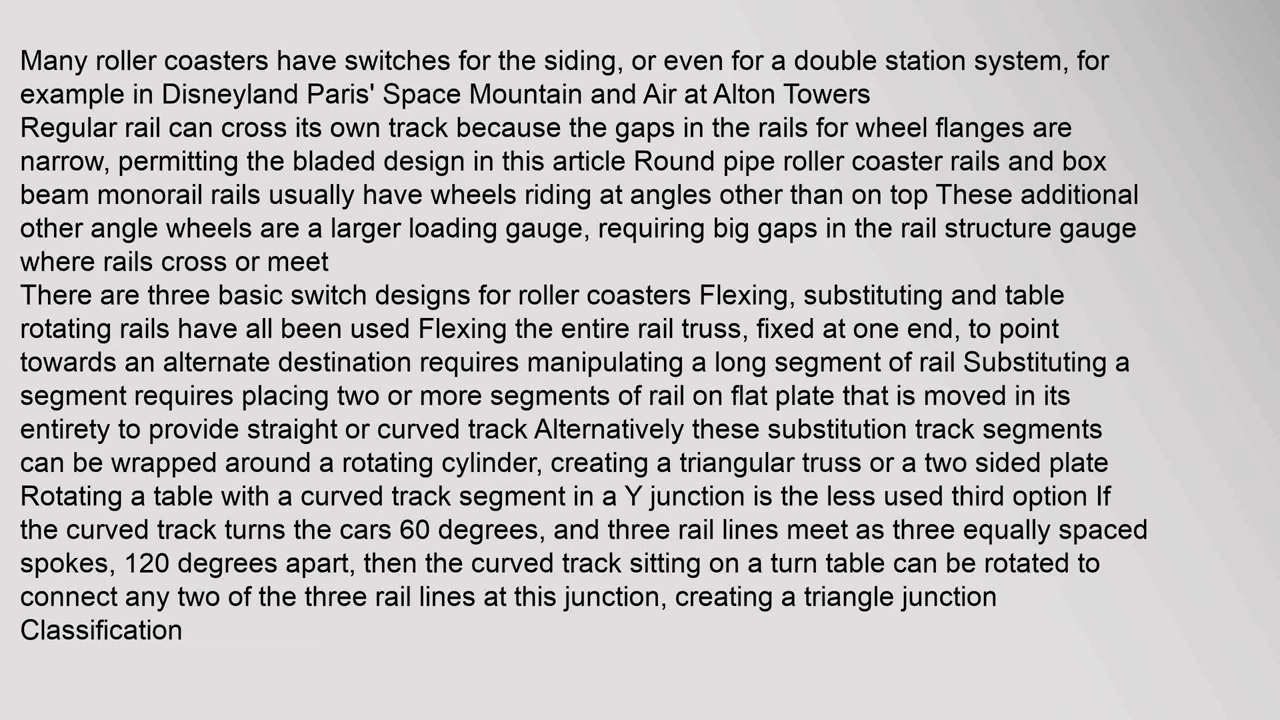 Many roller coasters have switches for the siding, or even for a double station system, for
example in Disneyland Paris' Space Mountain and Air at Alton Towers
Regular rail can cross its own track because the gaps in the rails for wheel flanges are
narrow, permitting the bladed design in this article Round pipe roller coaster rails and box
beam monorail rails usually have wheels riding at angles other than on top These additional
other angle wheels are a larger loading gauge, requiring big gaps in the rail structure gauge
where rails cross or meet
There are three basic switch designs for roller coasters Flexing, substituting and table
rotating rails have all been used Flexing the entire rail truss, fixed at one end, to point
towards an alternate destination requires manipulating a long segment of rail Substituting a
segment requires placing two or more segments of rail on flat plate that is moved in its
entirety to provide straight or curved track Alternatively these substitution track segments
can be wrapped around a rotating cylinder, creating a triangular truss or a two sided plate
Rotating a table with a curved track segment in a Y junction is the less used third option If
the curved track turns the cars 60 degrees, and three rail lines meet as three equally spaced
spokes, 120 degrees apart, then the curved track sitting on a turn table can be rotated to
connect any two of the three rail lines at this junction, creating a triangle junction
Classification